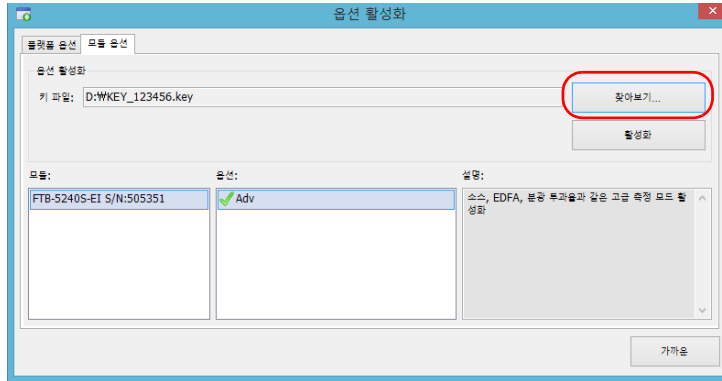 옵션 활성화
플랫폼 옵션 모듈 옵션
옵션 활성화
키 파일: D:₩KEY_123456.key 찾아보기...
활성화
모듈: 옵션: 설명:
FTB-5240S-EI S/N:505351 Adv 소스, EDFA, 분광 투과율과 같은 고급 측정 모드 활
성화
가까운